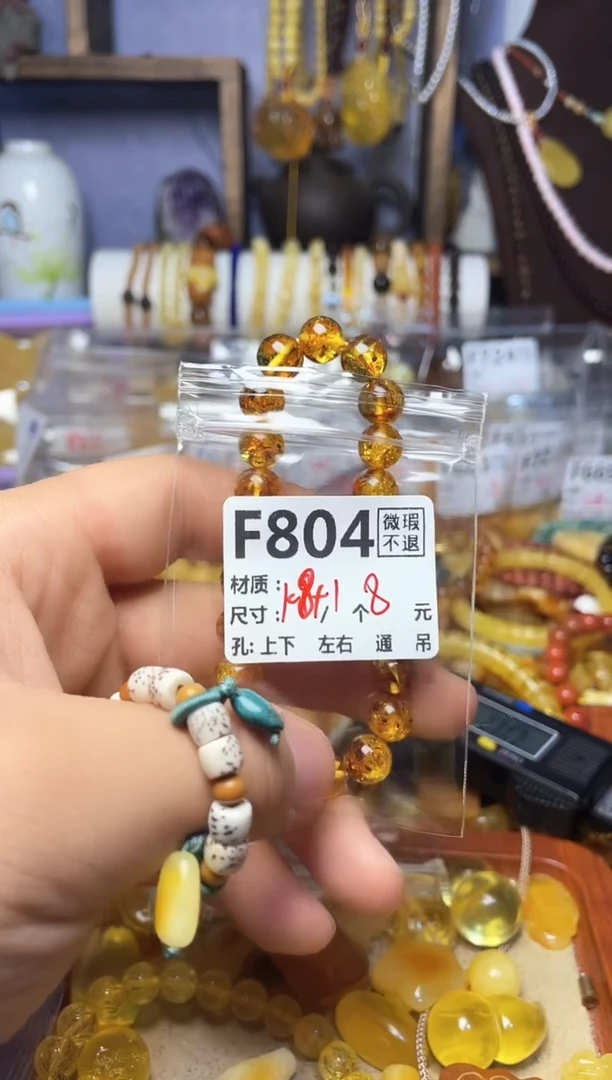 F804 微瑕
不退
材质:
尺寸: / 个 8 元
孔: 上下 左右 通 吊